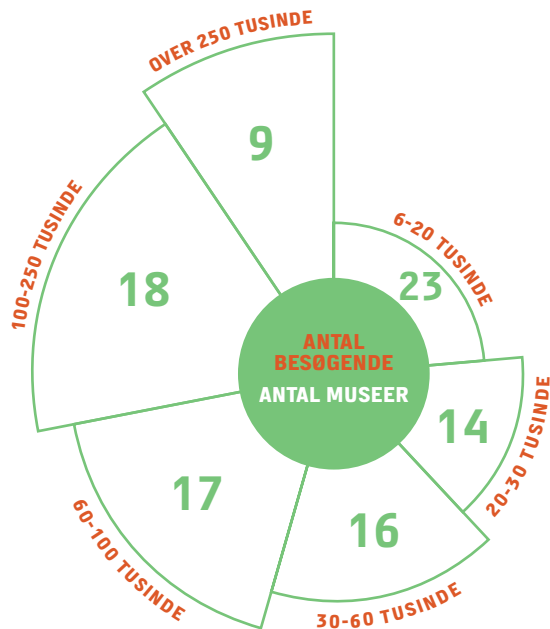 ANTAL
BESØGENDE
ANTAL MUSEER
6-20 TUSINDE
23
20-30 TUSINDE
14
30-60 TUSINDE
16
60-100 TUSINDE
17
100-250 TUSINDE
18
OVER 250 TUSINDE
9